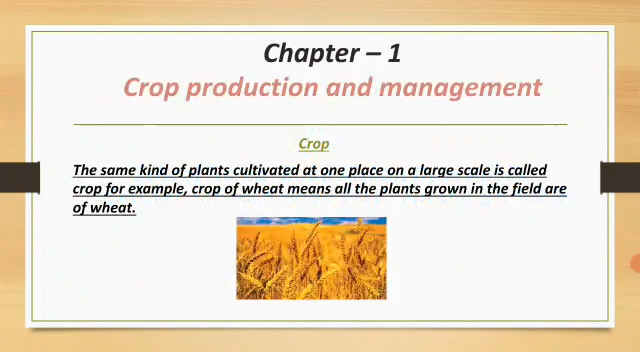 Chapter – 1
Crop production and management
Crop
The same kind of plants cultivated at one place on a large scale is called
crop for example, crop of wheat means all the plants grown in the field are
of wheat.